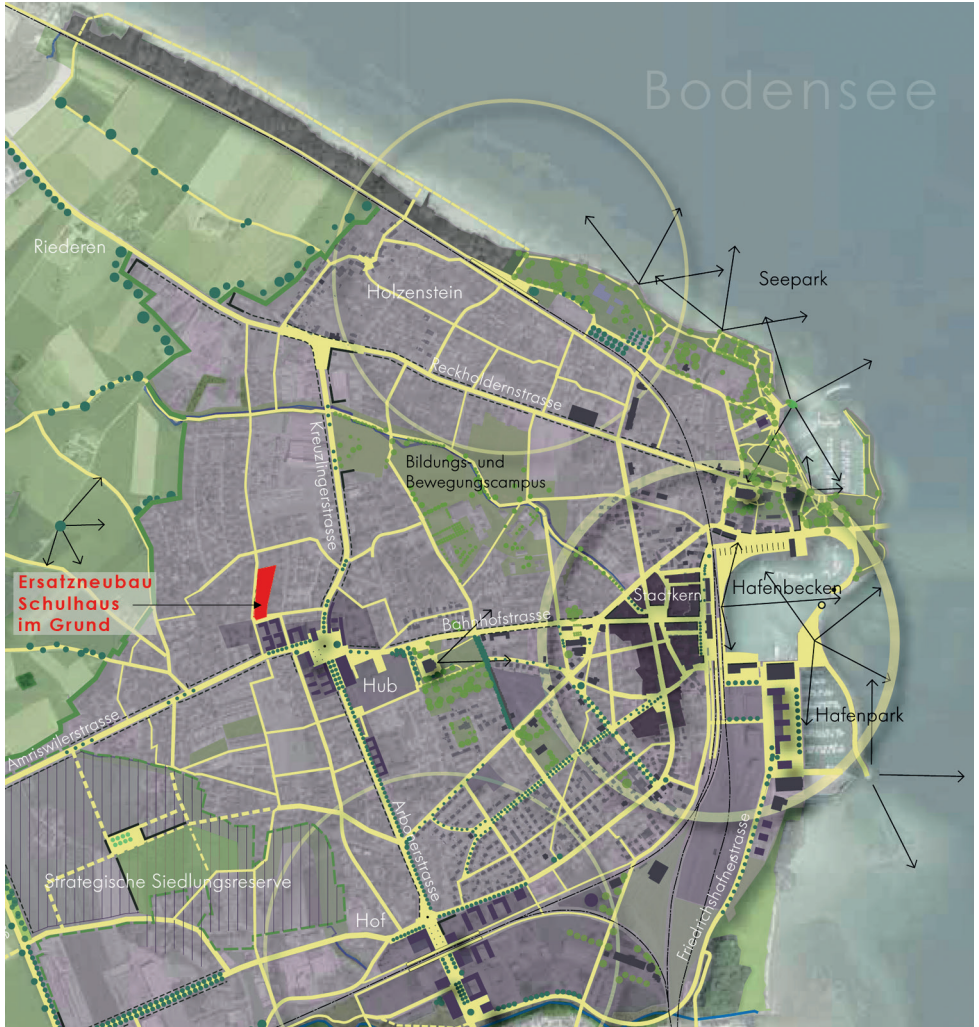 Bodensee
Riederen
Holzenstein
Seepark
Reckholdernstrasse
Kreuzlingerstrasse
Bildungs- und
Bewegungscampus
Ersatzneubau
Schulhaus
im Grund
Stadtkern
Hafenbecken
Bahnhofstrasse
Hub
Hafenpark
Amriswilerstrasse
Arbonerstrasse
Friedrichshafnerstrasse
Strategische Siedlungsreserve
Hof